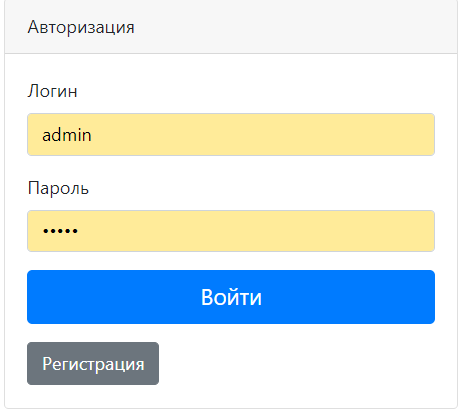 Авторизация
Логин
admin
Пароль
•••••
Войти
Регистрация